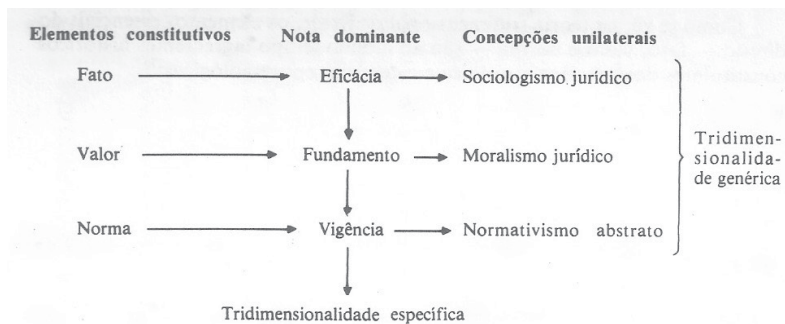 Elementos constitutivos Nota dominante Concepções unilaterais
Fato Eficácia Sociologismo jurídico
Valor Fundamento Moralismo jurídico
Norma Vigência Normativismo abstrato
Tridimen-
sionalida-
de genérica
Tridimensionalidade específica